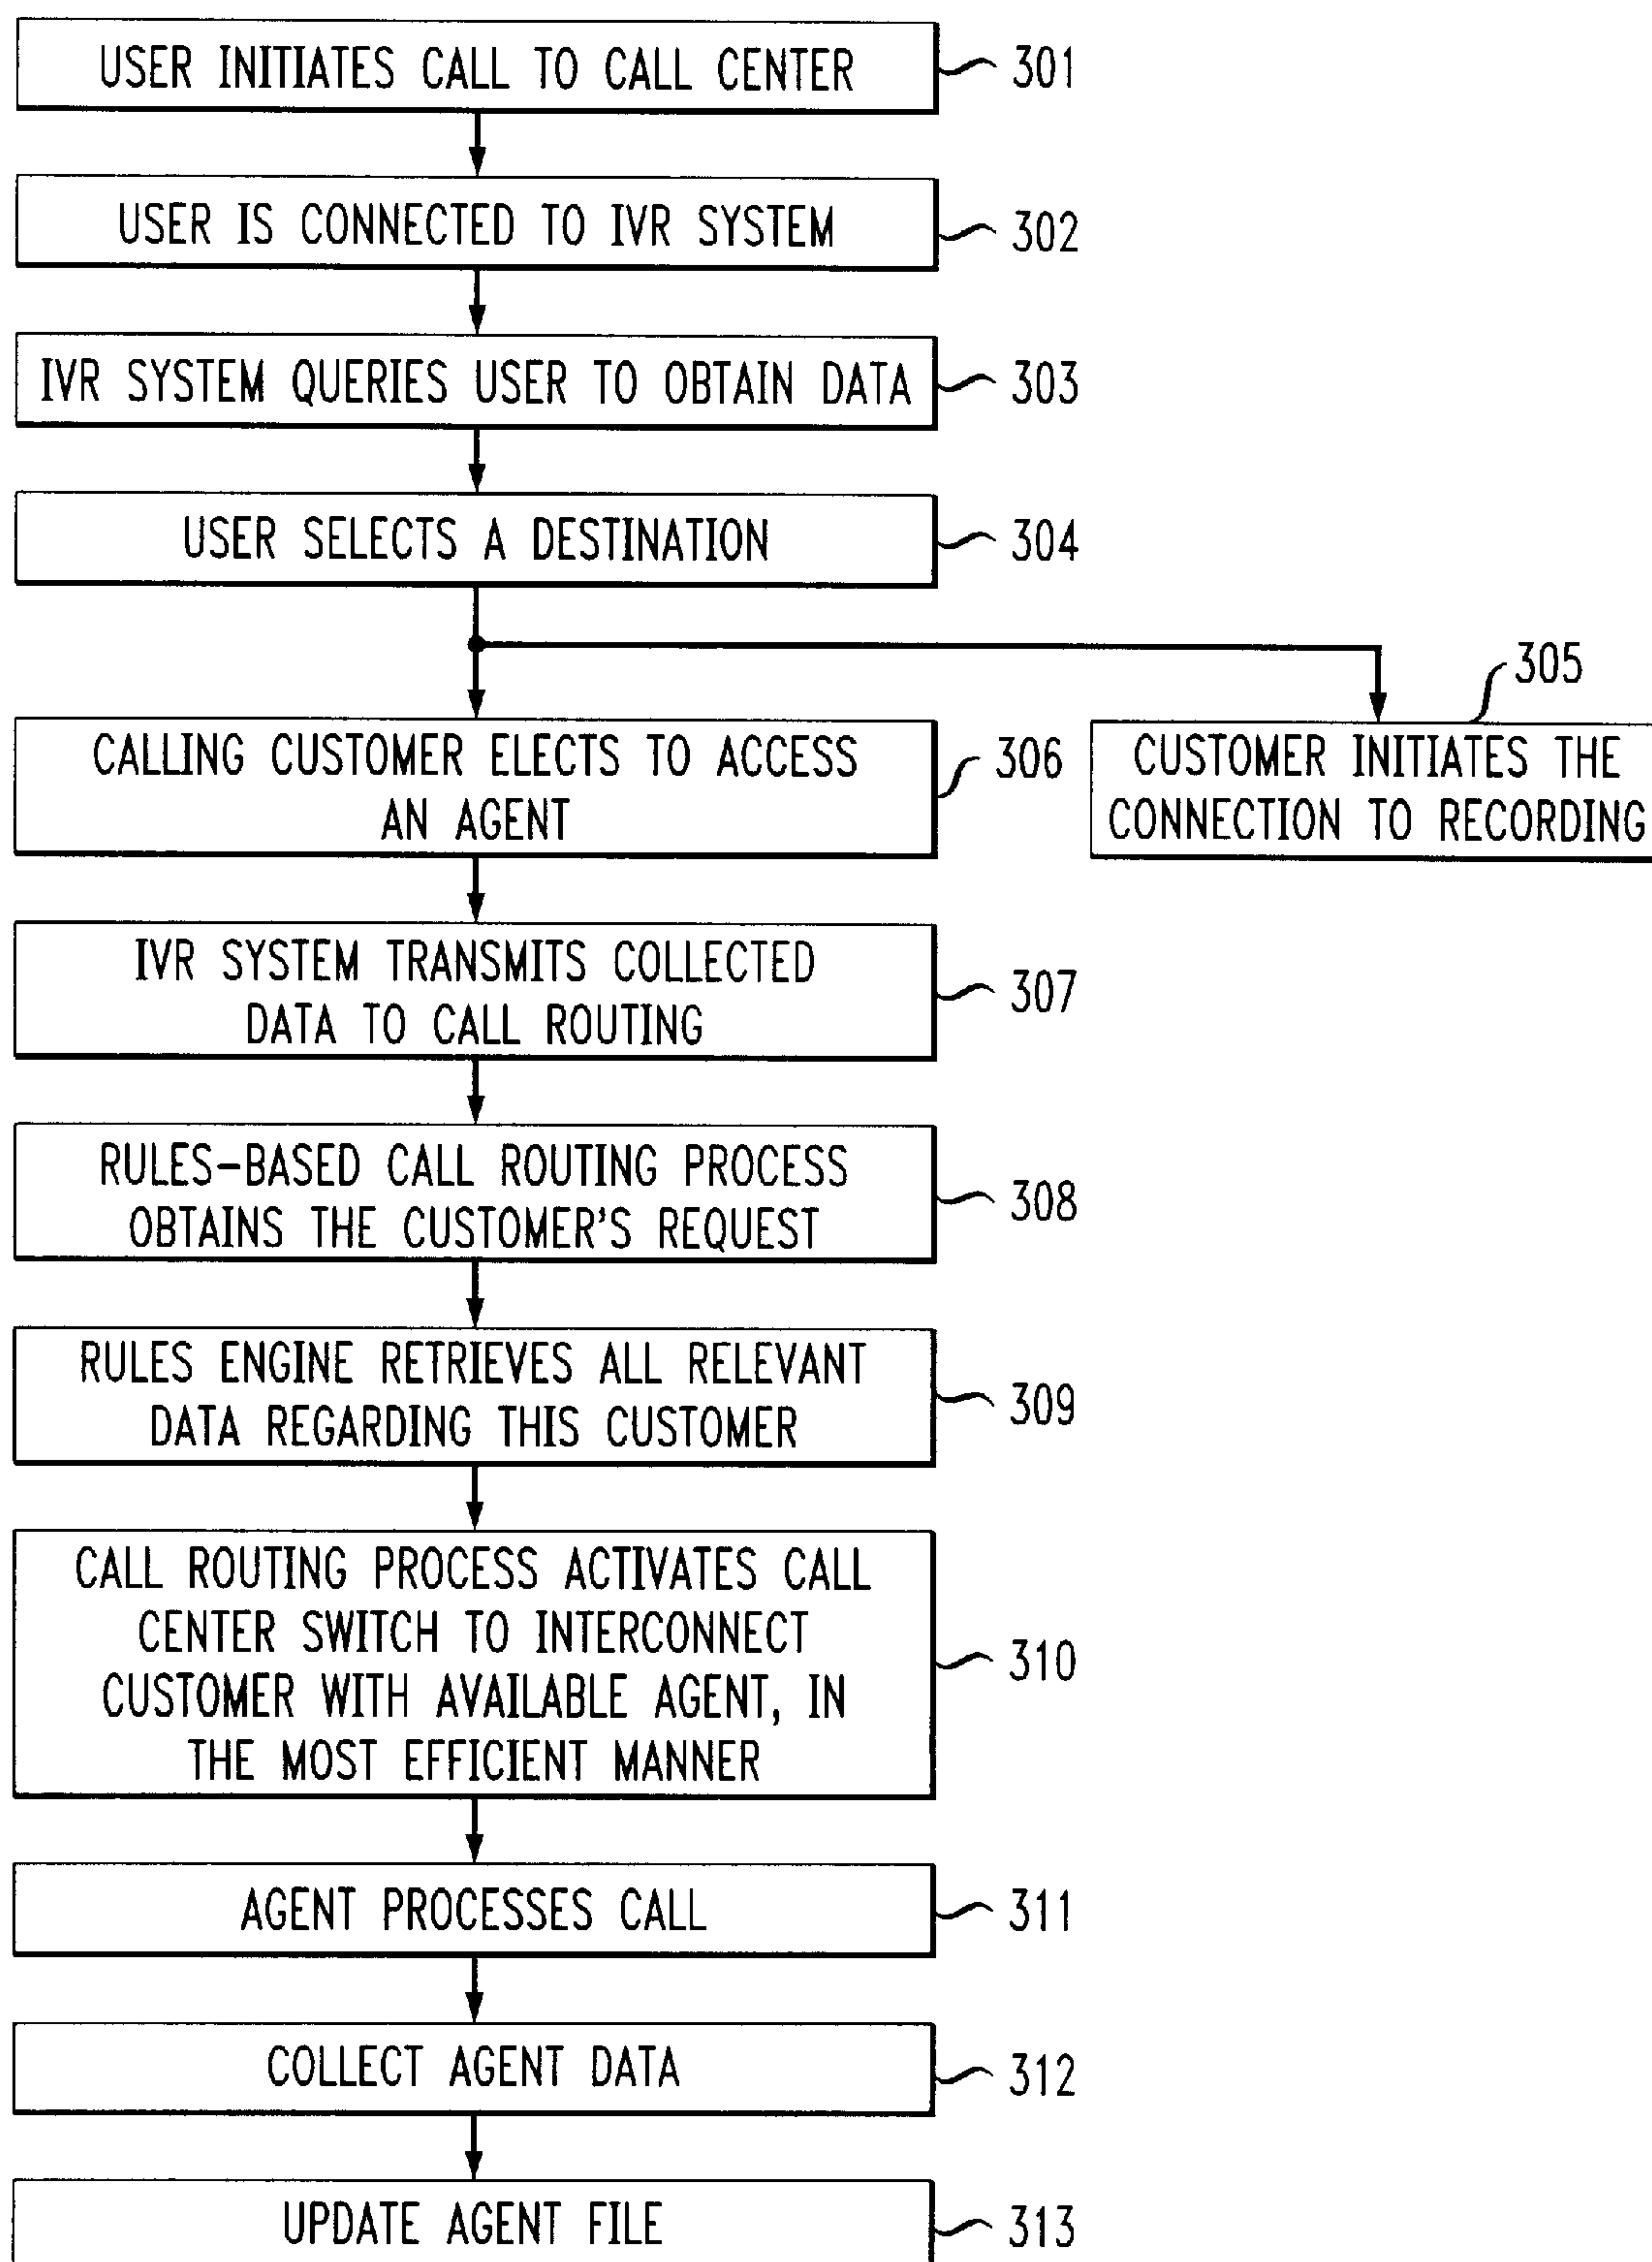 USER INITIATES CALL TO CALL CENTER
301
USER IS CONNECTED TO IVR SYSTEM
302
IVR SYSTEM QUERIES USER TO OBTAIN DATA
303
USER SELECTS A DESTINATION
304
305
CUSTOMER INITIATES THE
CONNECTION TO RECORDING
CALLING CUSTOMER ELECTS TO ACCESS
AN AGENT
306
IVR SYSTEM TRANSMITS COLLECTED
DATA TO CALL ROUTING
307
RULES-BASED CALL ROUTING PROCESS
OBTAINS THE CUSTOMER'S REQUEST
308
RULES ENGINE RETRIEVES ALL RELEVANT
DATA REGARDING THIS CUSTOMER
309
CALL ROUTING PROCESS ACTIVATES CALL
CENTER SWITCH TO INTERCONNECT
CUSTOMER WITH AVAILABLE AGENT, IN
THE MOST EFFICIENT MANNER
310
AGENT PROCESSES CALL
311
COLLECT AGENT DATA
312
UPDATE AGENT FILE
313